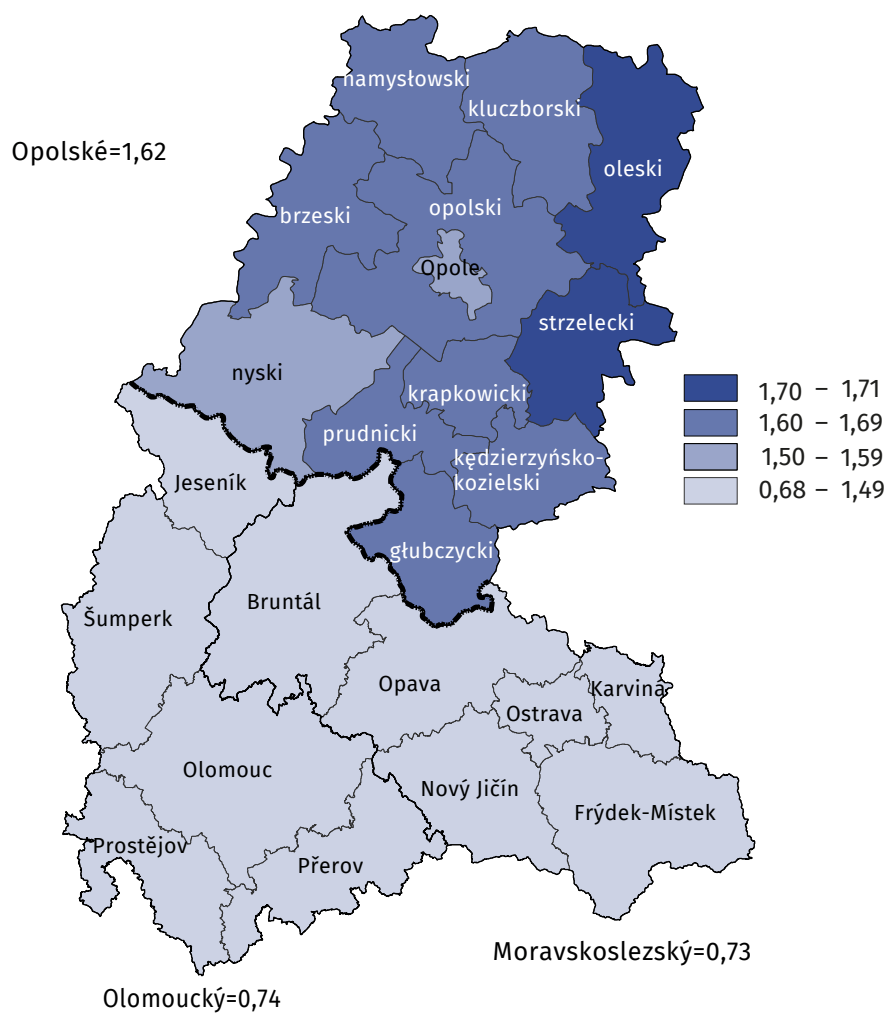 namysłowski
kluczborski
Opolské=1,62
oleski
brzeski
opolski
Opole
strzelecki
nyski
krapkowicki
1,70 – 1,71
1,60 – 1,69
prudnicki
1,50 – 1,59
kędzierzyńsko-
kozielski
Jeseník
0,68 – 1,49
głubczycki
Bruntál
Šumperk
Opava
Karviná
Ostrava
Olomouc
Nový Jičín
Frýdek-Místek
Prostějov
Přerov
Moravskoslezský=0,73
Olomoucký=0,74